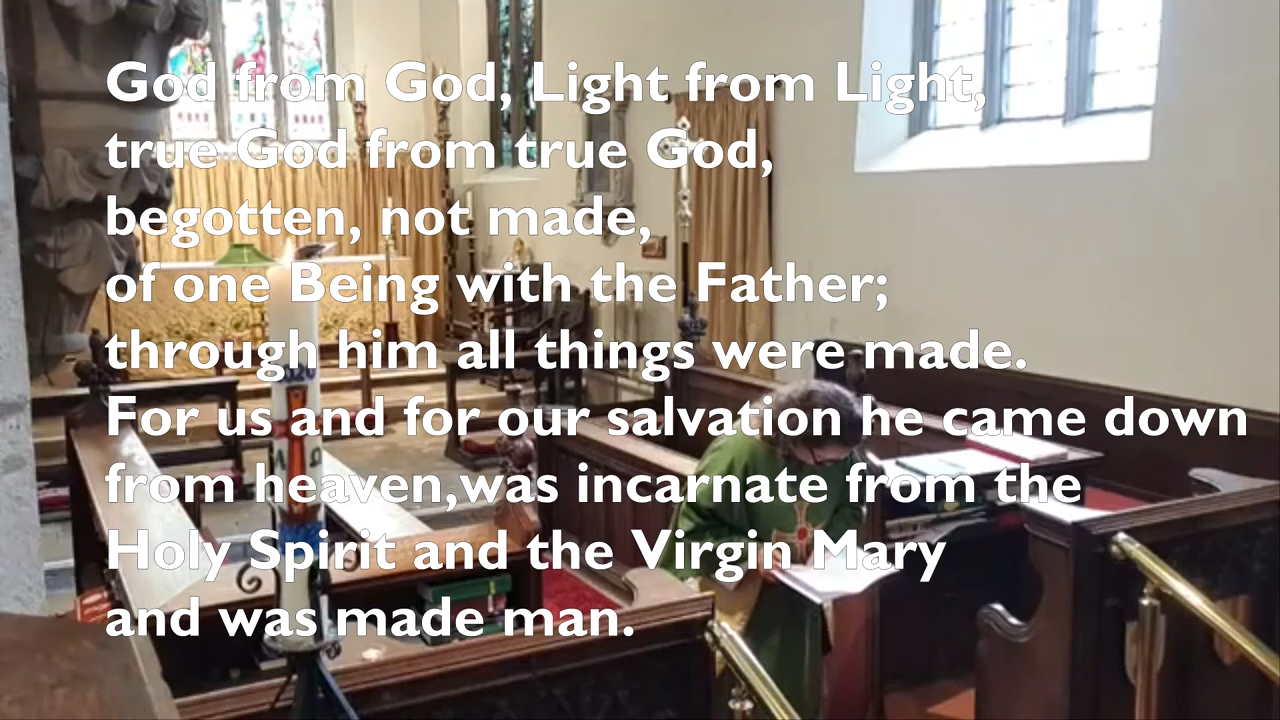 God from God, Light from Light,
true God from true God,
begotten, not made,
of one Being with the Father;
through him all things were made.
For us and for our salvation he came down
from heaven,was incarnate from the
Holy Spirit and the Virgin Mary
and was made man.
2020
Α Ω